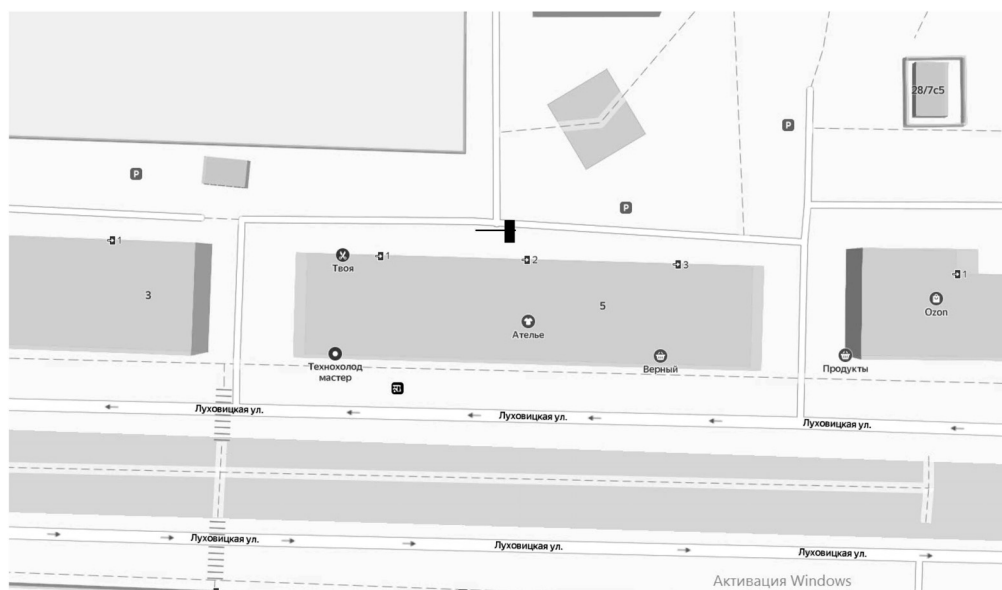 28/7с5
P
P
P
1
1
2
3
1
Твоя
3
5
Ozon
Ателье
Технохолод
мастер
Верный
Продукты
Луховицкая ул.
Луховицкая ул.
Луховицкая ул.
Луховицкая ул.
Луховицкая ул.
Луховицкая ул.
Активация Windows